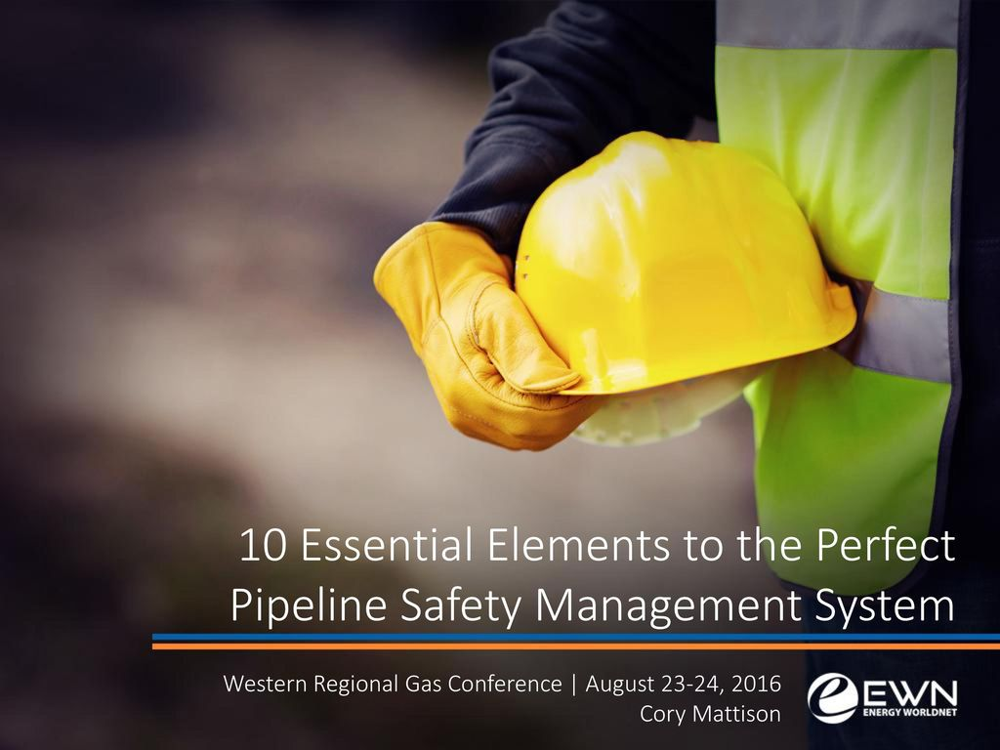 10 Essential Elements to the Perfect
Pipeline Safety Management System
Western Regional Gas Conference | August 23-24, 2016
Cory Mattison
EWN
ENERGY WORLDNET